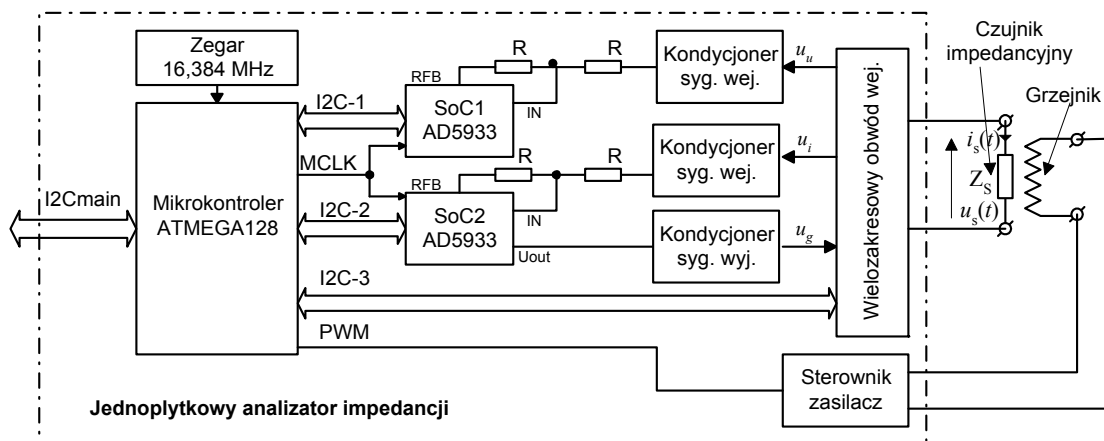 Zegar
16,384 MHz
R
R
Kondycjoner
syg. wej.
u_u
Czujnik
impedancyjny
Grzejnik
RFB
I2C-1
SoC1
AD5933
IN
Wielozakresowy obwód wej.
MCLK
R
R
Kondycjoner
syg. wej.
u_i
i_s(t)
Z_S
u_s(t)
I2Cmain
Mikrokontroler
ATMEGA128
RFB
I2C-2
SoC2
AD5933
IN
Uout
Kondycjoner
syg. wyj.
u_g
I2C-3
PWM
Sterownik
zasilacz
Jednoplytkowy analizator impedancji